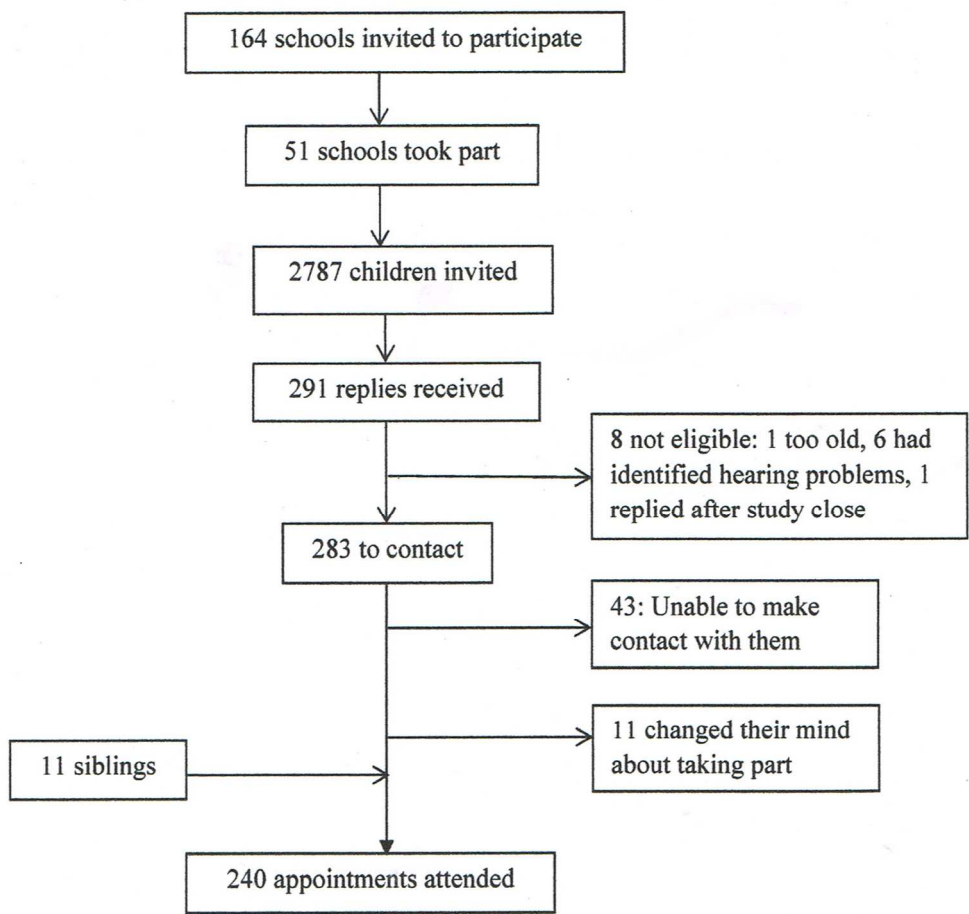 164 schools invited to participate
51 schools took part
2787 children invited
291 replies received
8 not eligible: 1 too old, 6 had
identified hearing problems, 1
replied after study close
283 to contact
43: Unable to make
contact with them
11 changed their mind
about taking part
11 siblings
240 appointments attended